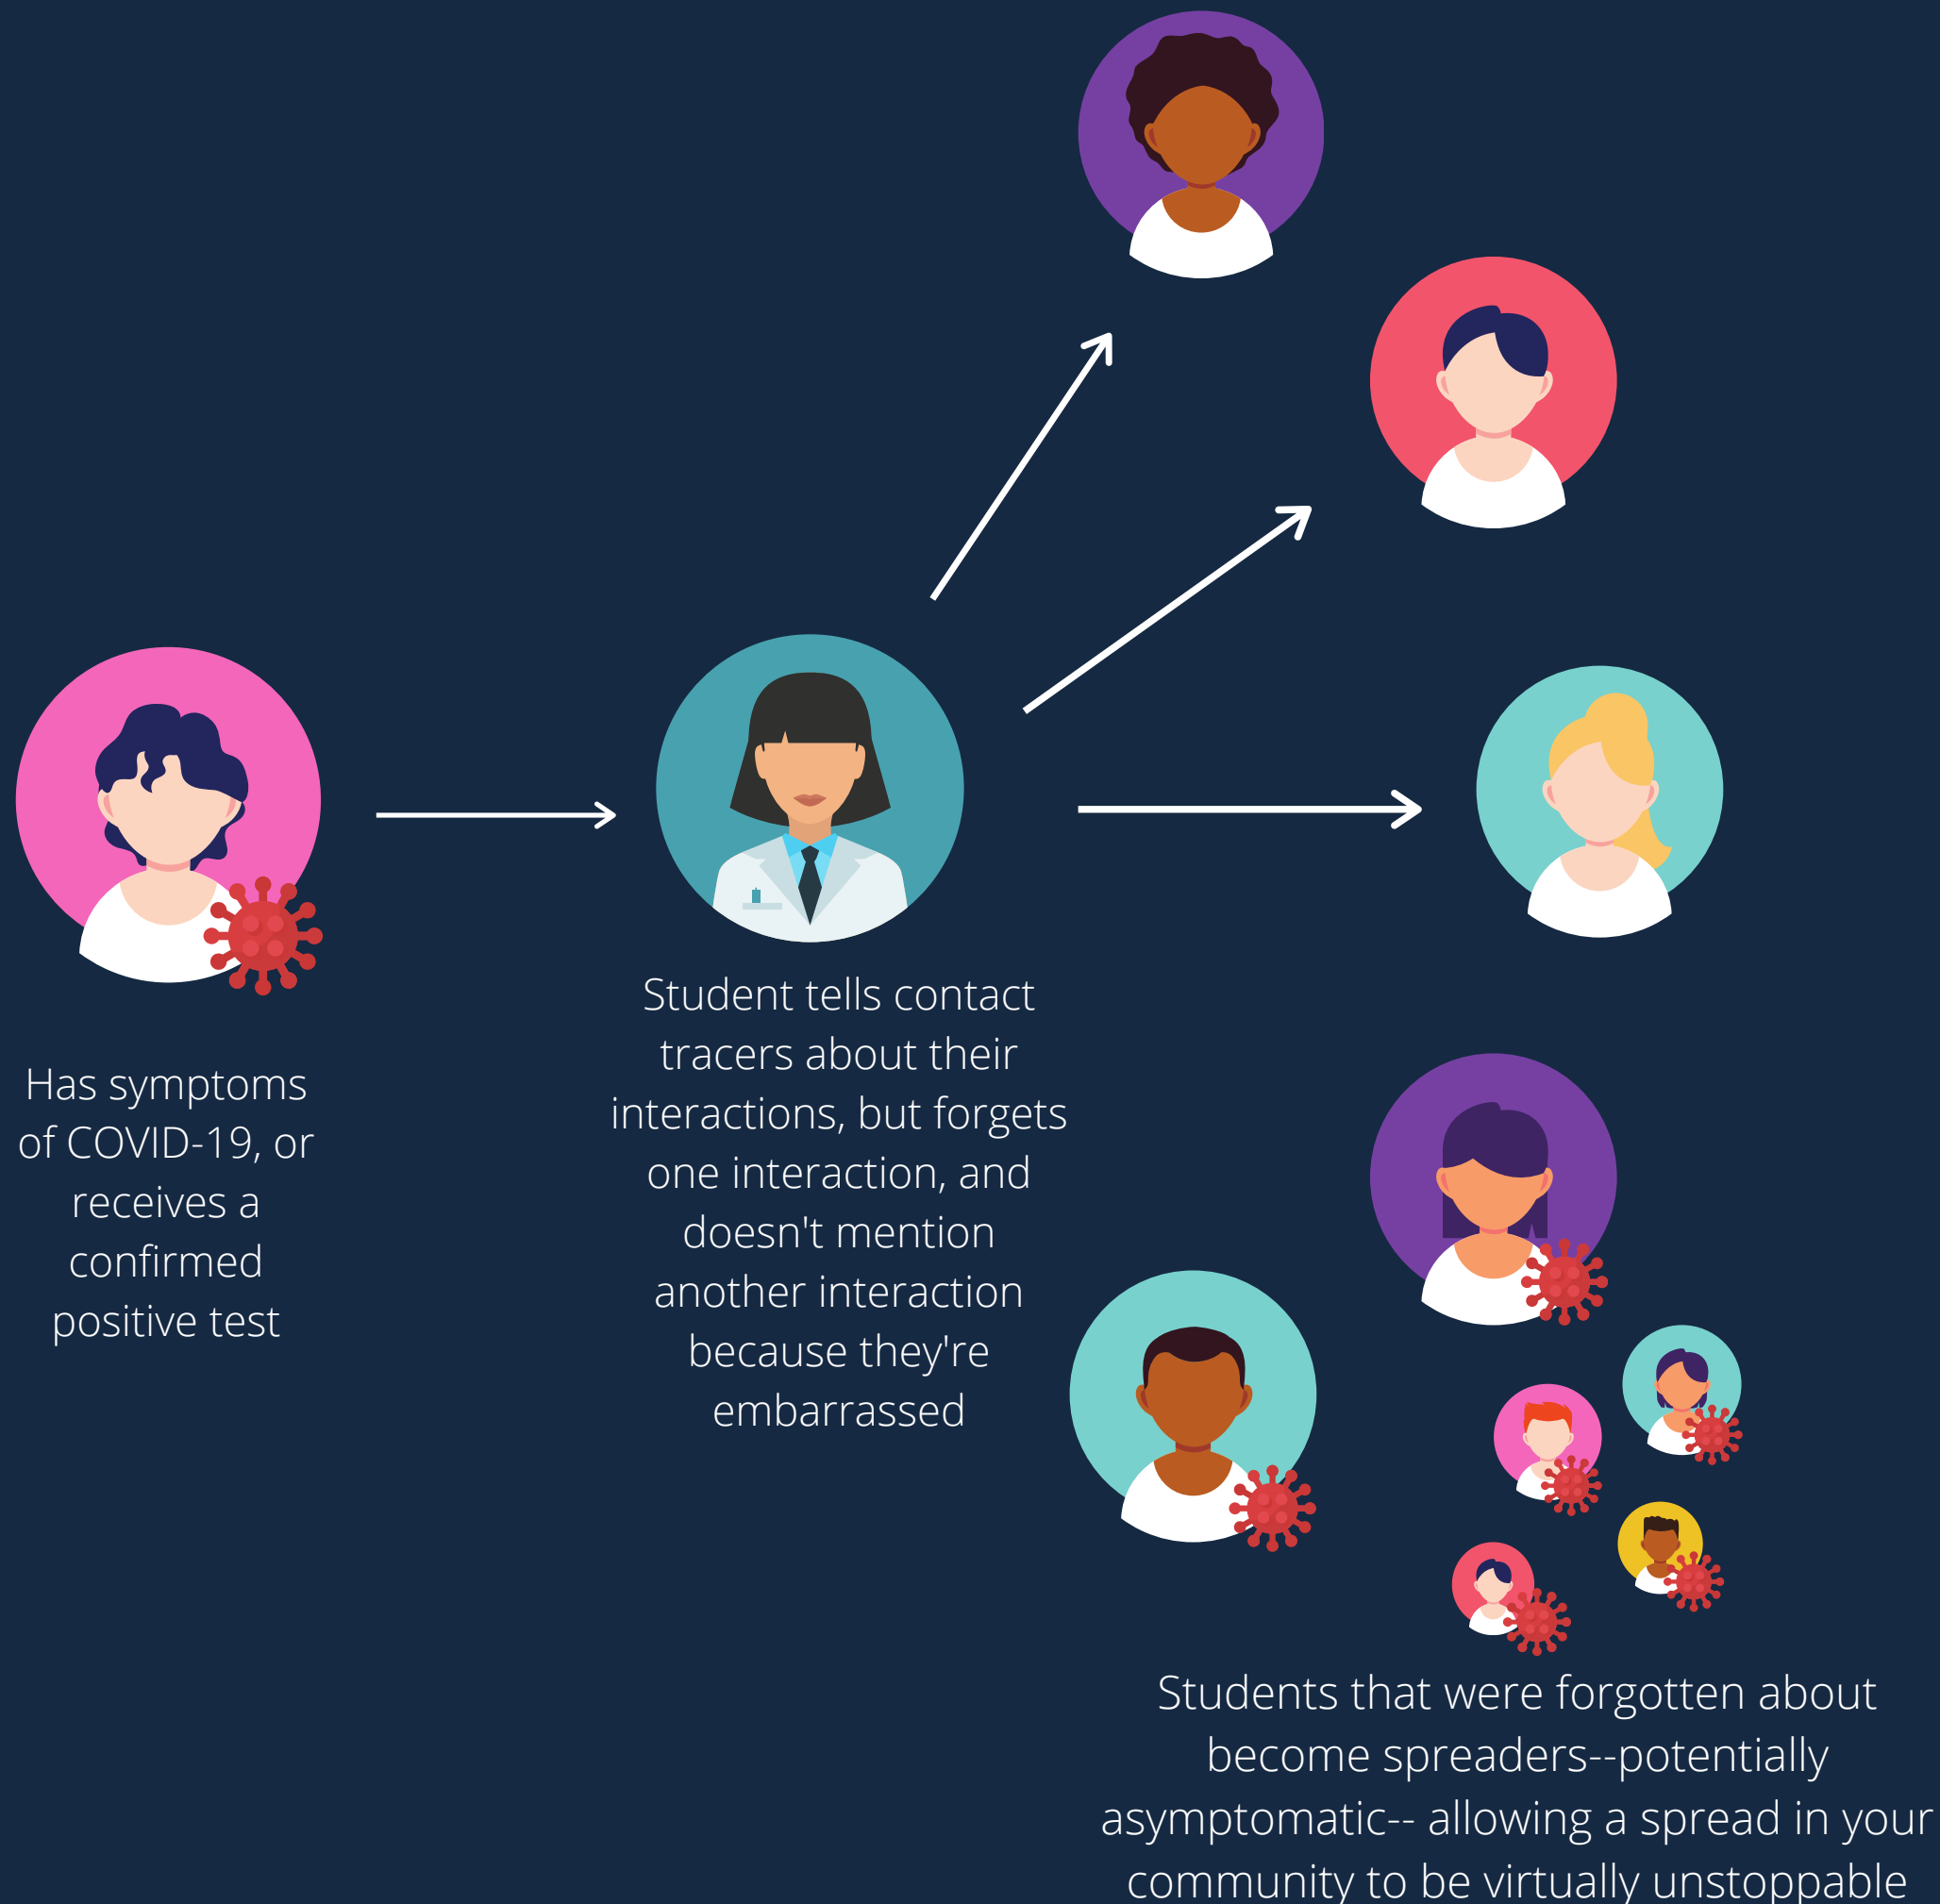 Has symptoms
of COVID-19, or
receives a
confirmed
positive test
Student tells contact
tracers about their
interactions, but forgets
one interaction, and
doesn't mention
another interaction
because they're
embarrassed
Students that were forgotten about
become spreaders--potentially
asymptomatic-- allowing a spread in your
community to be virtually unstoppable